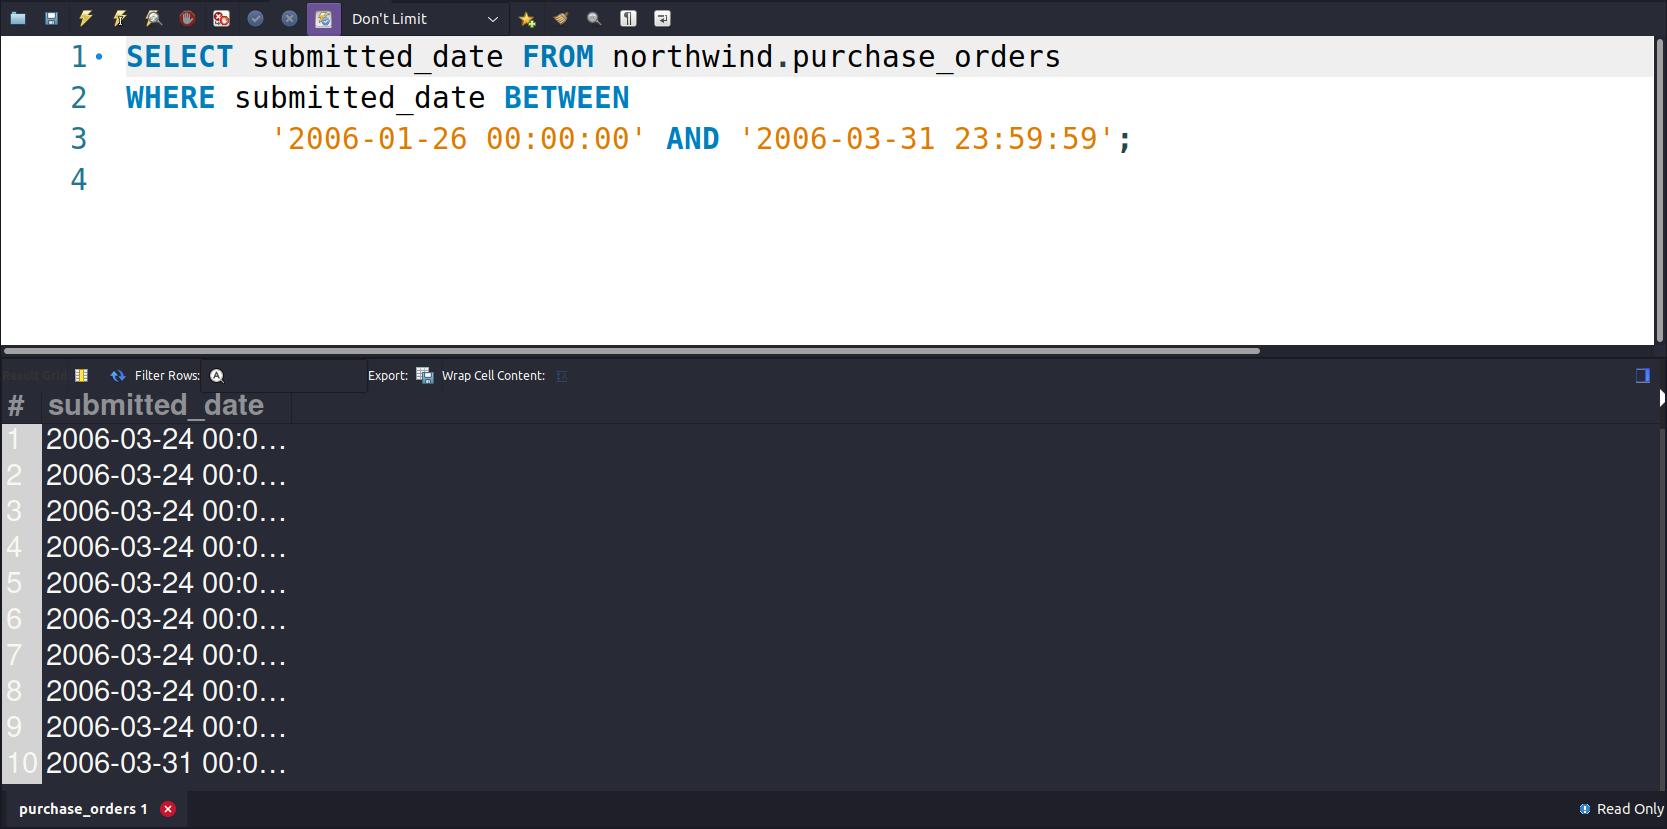 Don't Limit
1 SELECT submitted_date FROM northwind.purchase_orders
2 WHERE submitted_date BETWEEN
3 '2006-01-26 00:00:00' AND '2006-03-31 23:59:59';
4
Result Grid Filter Rows: Export: Wrap Cell Content:
# submitted_date
1 2006-03-24 00:0...
2 2006-03-24 00:0...
3 2006-03-24 00:0...
4 2006-03-24 00:0...
5 2006-03-24 00:0...
6 2006-03-24 00:0...
7 2006-03-24 00:0...
8 2006-03-24 00:0...
9 2006-03-24 00:0...
10 2006-03-31 00:0...
purchase_orders 1 Read Only